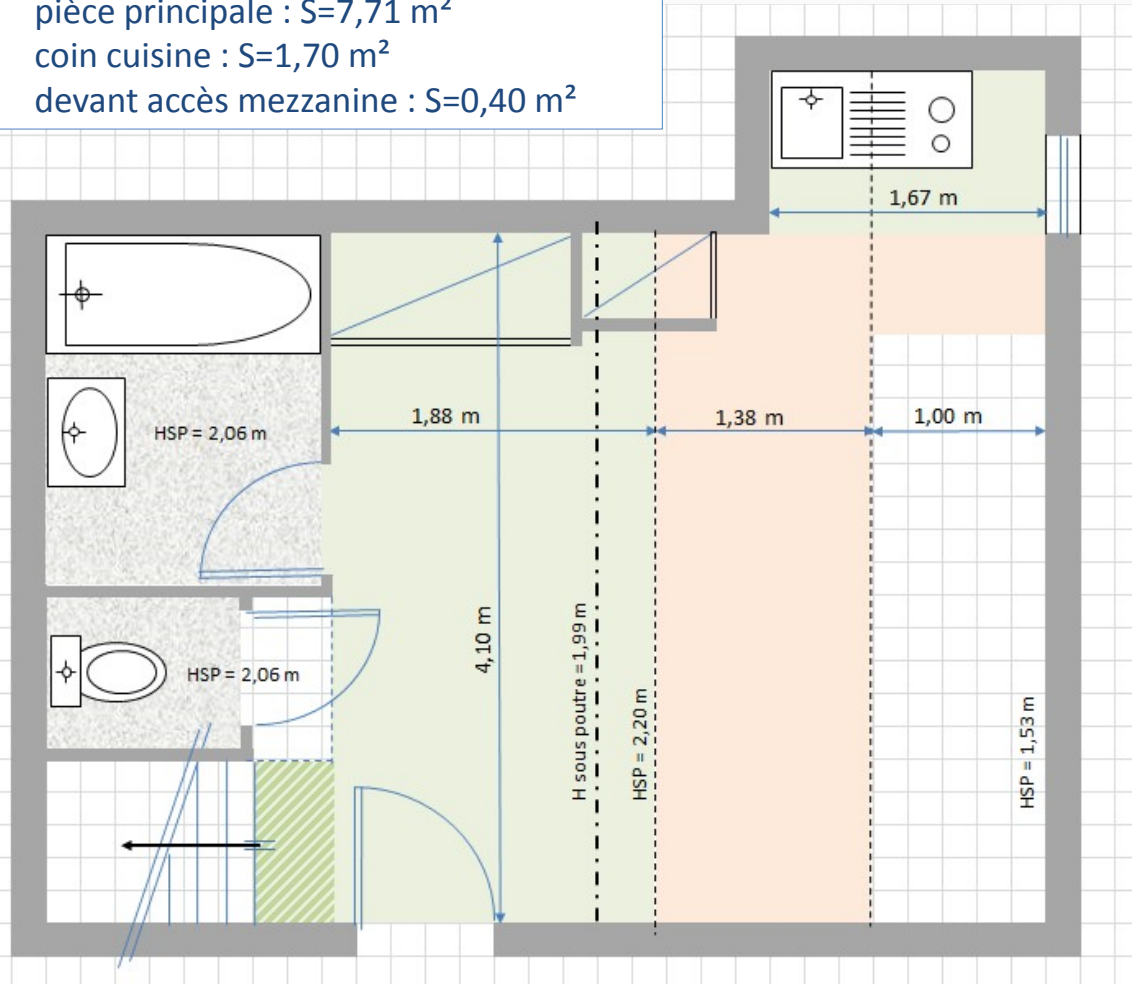 pièce principale : S=7,71 m²
coin cuisine : S=1,70 m²
devant accès mezzanine : S=0,40 m²
1,67 m
1,88 m
1,38 m
1,00 m
HSP = 2,06 m
4,10 m
H sous poutre =1,99 m
HSP = 2,20 m
HSP = 1,53 m
HSP = 2,06 m